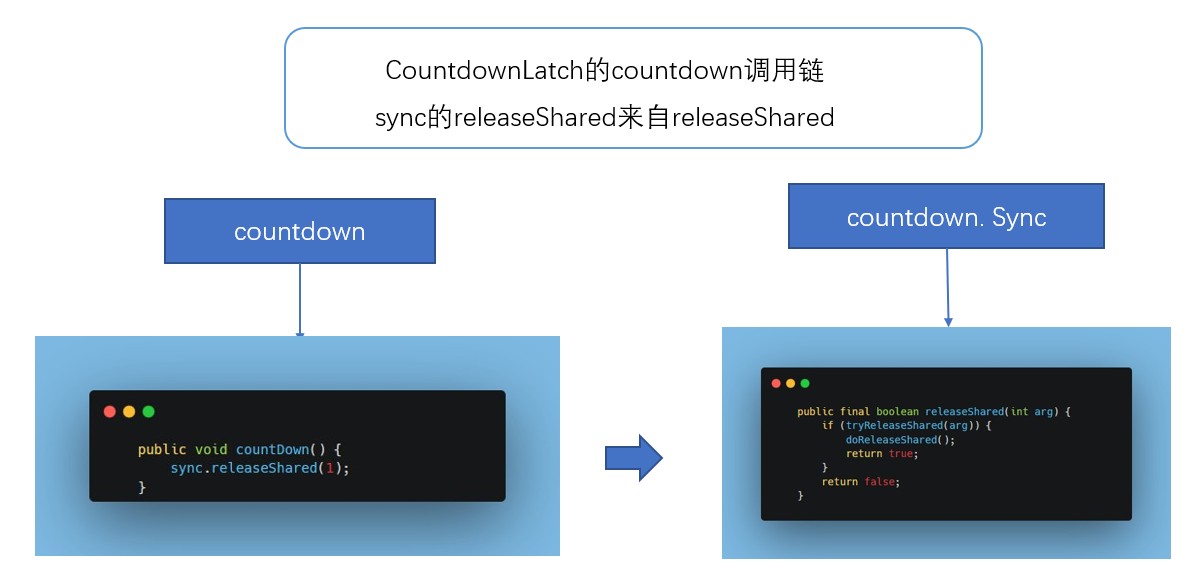 CountdownLatch的countdown调用链
sync的releaseShared来自releaseShared
countdown
countdown. Sync
public void countDown() {
sync.releaseShared(1);
}
public final boolean releaseShared(int arg) {
if (tryReleaseShared(arg)) {
doReleaseShared();
return true;
}
return false;
}